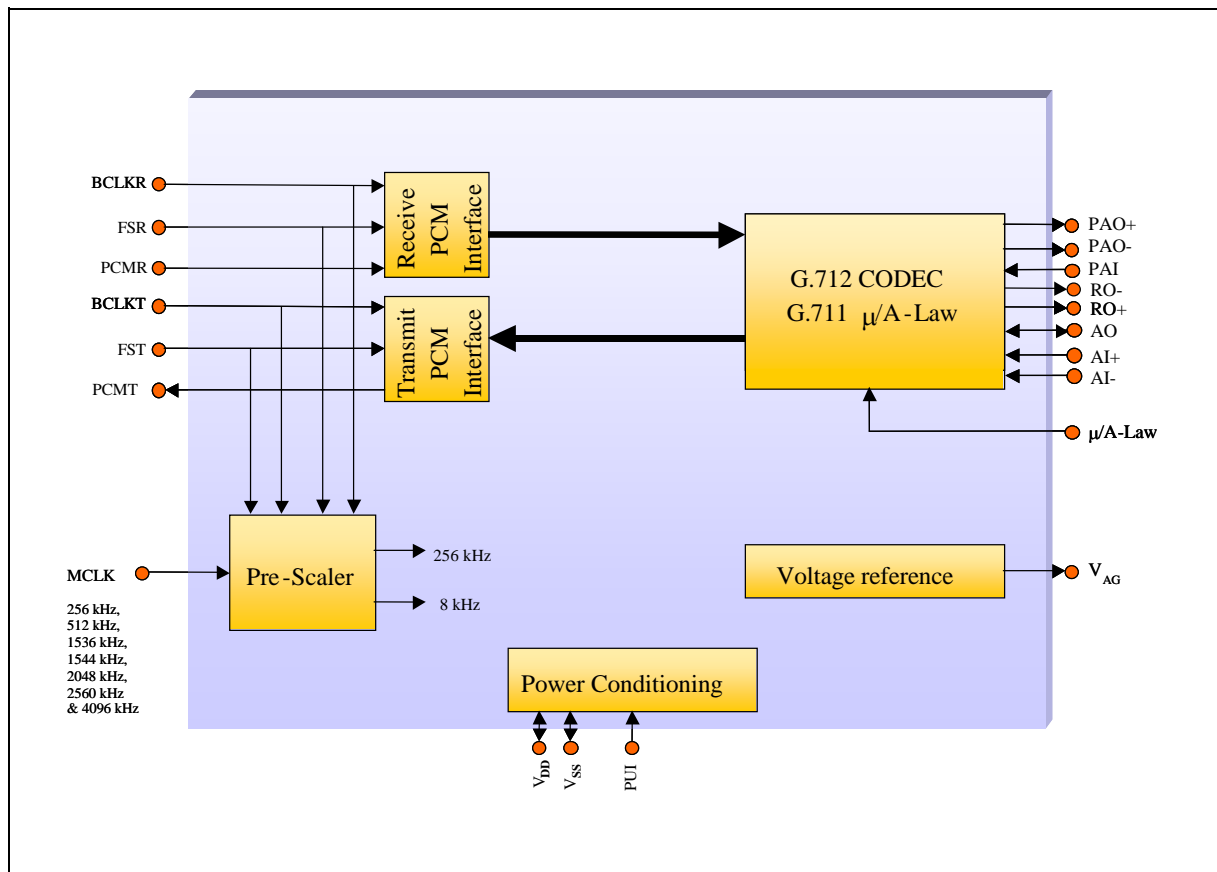 BCLKR
FSR
PCMR
BCLKT
FST
PCMT
Receive
PCM
Interface
Transmit
PCM
Interface
G.712 CODEC
G.711 μ/A-Law
PAO+
PAO-
PAI
RO-
RO+
AO
AI+
AI-
μ/A-Law
MCLK
256 kHz,
512 kHz,
1536 kHz,
1544 kHz,
2048 kHz,
2560 kHz
& 4096 kHz
Pre-Scaler
256 kHz
8 kHz
Voltage reference
VAG
Power Conditioning
VDD
VSS
PUI